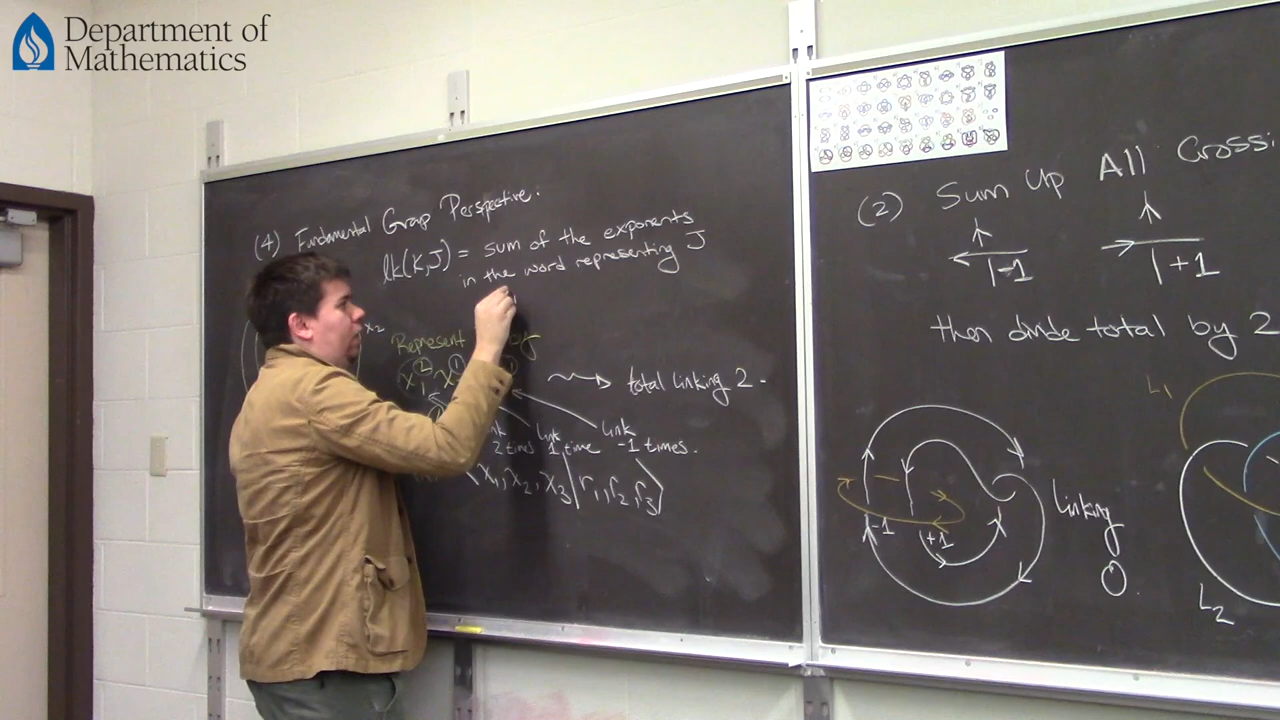 Department of
Mathematics
(4) Fundamental Group Perspective.
lk(K,J) = sum of the exponents
in the word representing J
x2
Represent
by
total linking 2.
2 times
link
1 time
link
-1 times.
⟨x1, x2, x3 | r1, r2, r3⟩
(2) Sum Up All Crossi
-1
+1
then divide total by 2
-1
+1
linking
0
L1
L2